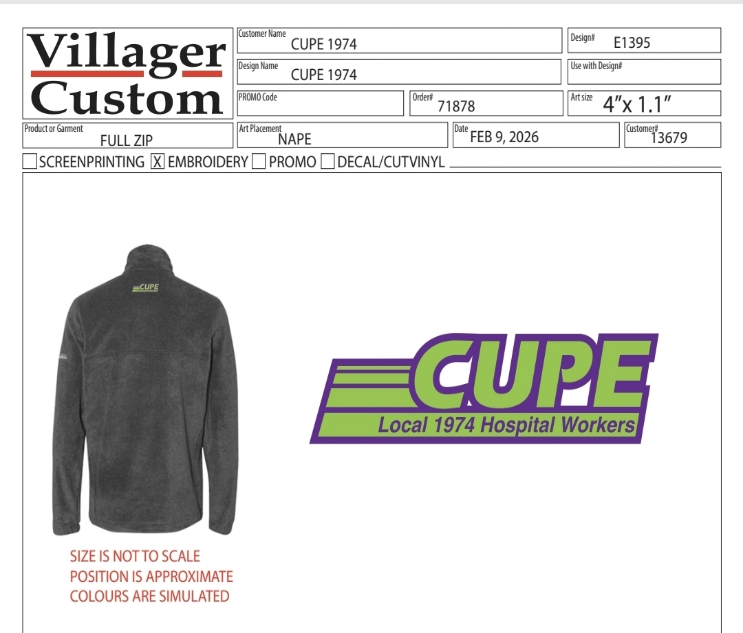 Villager
Custom
Customer Name
CUPE 1974
Design#
E1395
Design Name
CUPE 1974
Use with Design#
PROMO Code
Order#
71878
Art size
4”x 1.1”
Product or Garment
FULL ZIP
Art Placement
NAPE
Date
FEB 9, 2026
Customer#
13679
SCREENPRINTING X EMBROIDERY PROMO DECAL/CUTVINYL
CUPE
CUPE
Local 1974 Hospital Workers
SIZE IS NOT TO SCALE
POSITION IS APPROXIMATE
COLOURS ARE SIMULATED